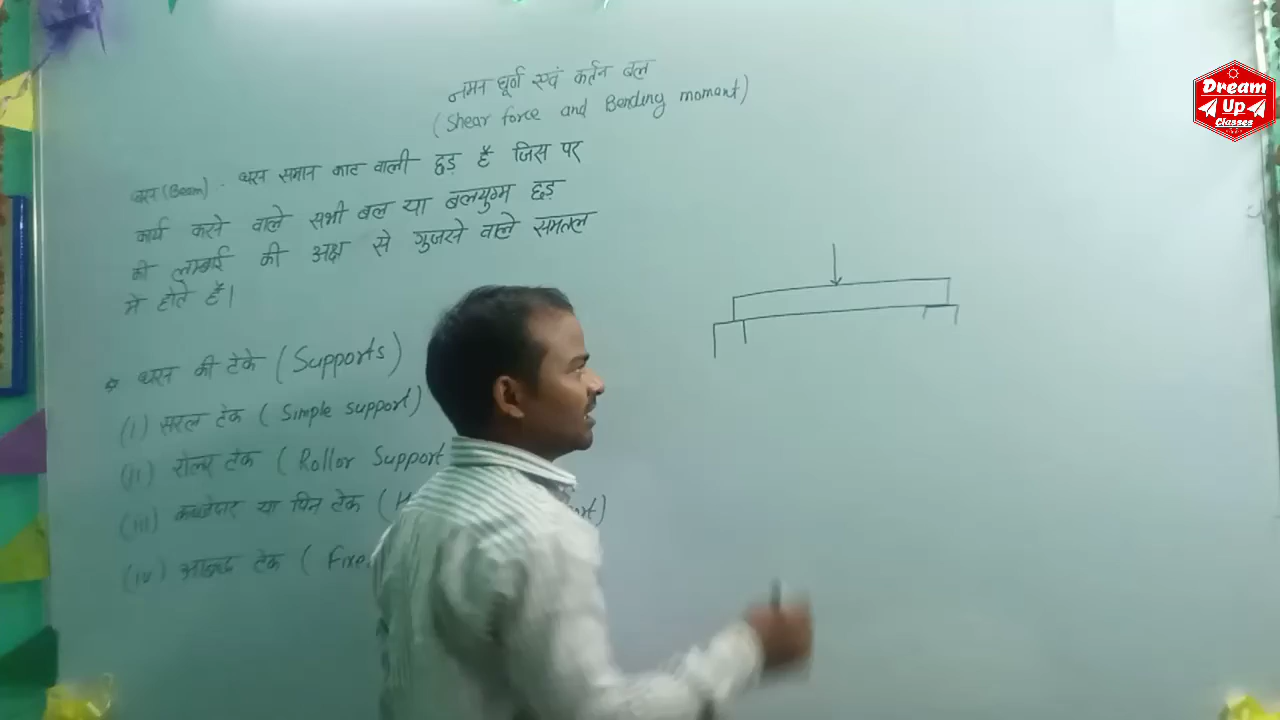 नमन घूर्ण एवं कर्तन बल
(Shear force and Bending moment)
धरन (Beam) - धरन समान काट वाली छड़ है जिस पर
कार्य करने वाले सभी बल या बलयुग्म छड़
की लम्बाई की अक्ष से गुजरने वाले समतल
मे होते है।
धरन की टेके (Supports)
(i) सरल टेक (Simple support)
(ii) रोलर टेक (Rollor Support
(iii) कब्जेदार या पिन टेक (
(iv) आबद्ध टेक (
Dream
Up
Classes